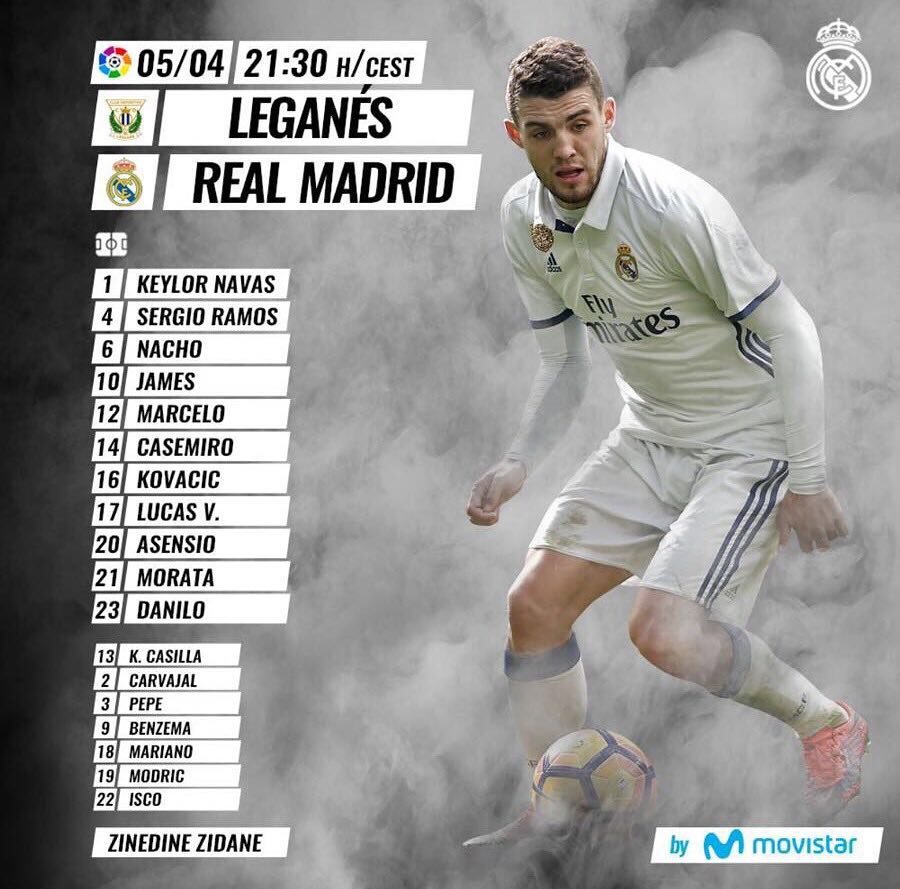 05/04 21:30 H/CEST
LEGANÉS
REAL MADRID
1 KEYLOR NAVAS
4 SERGIO RAMOS
6 NACHO
10 JAMES
12 MARCELO
14 CASEMIRO
16 KOVACIC
17 LUCAS V.
20 ASENSIO
21 MORATA
23 DANILO
13 K. CASILLA
2 CARVAJAL
3 PEPE
9 BENZEMA
18 MARIANO
19 MODRIC
22 ISCO
ZINEDINE ZIDANE
adidas
Fly
Emirates
by movistar